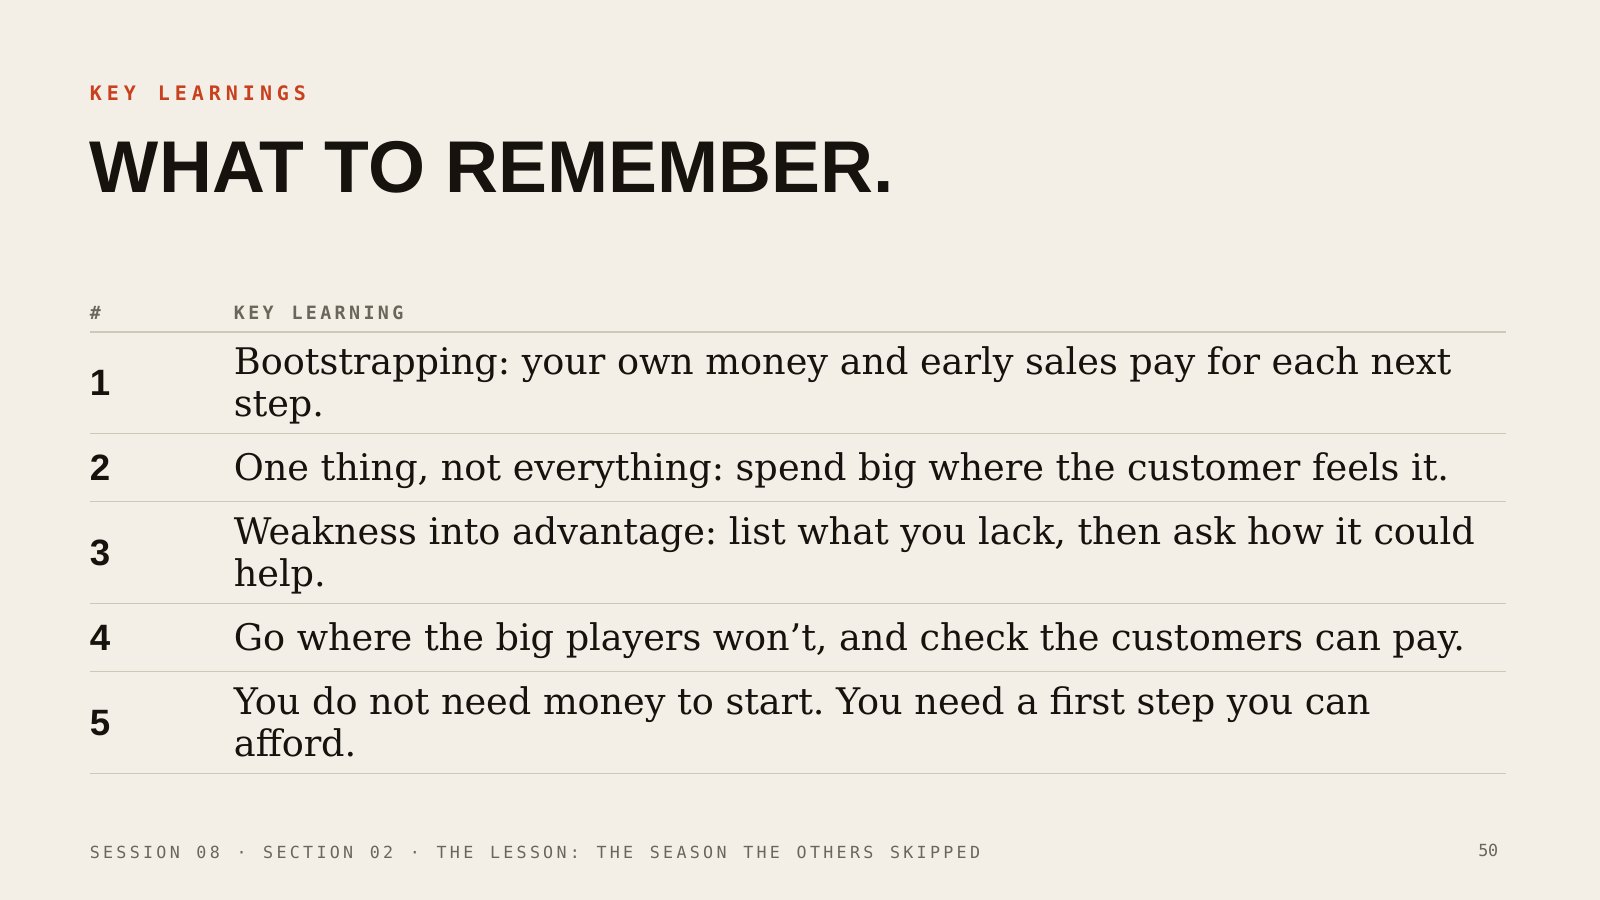 KEY LEARNINGS
WHAT TO REMEMBER.
# KEY LEARNING
1 Bootstrapping: your own money and early sales pay for each next
step.
2 One thing, not everything: spend big where the customer feels it.
3 Weakness into advantage: list what you lack, then ask how it could
help.
4 Go where the big players won’t, and check the customers can pay.
5 You do not need money to start. You need a first step you can
afford.
SESSION 08 · SECTION 02 · THE LESSON: THE SEASON THE OTHERS SKIPPED 50